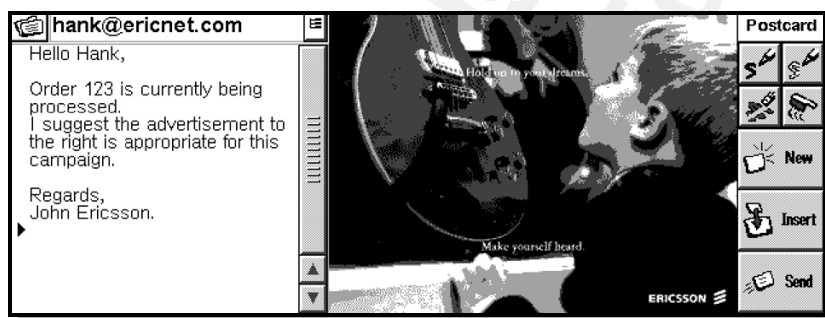 hank@ericnet.com
Hello Hank,
Order 123 is currently being
processed.
I suggest the advertisement to
the right is appropriate for this
campaign.
Regards,
John Ericsson.
Hold on to your dreams.
Make yourself heard.
ERICSSON
Postcard
S S
New
Insert
Send